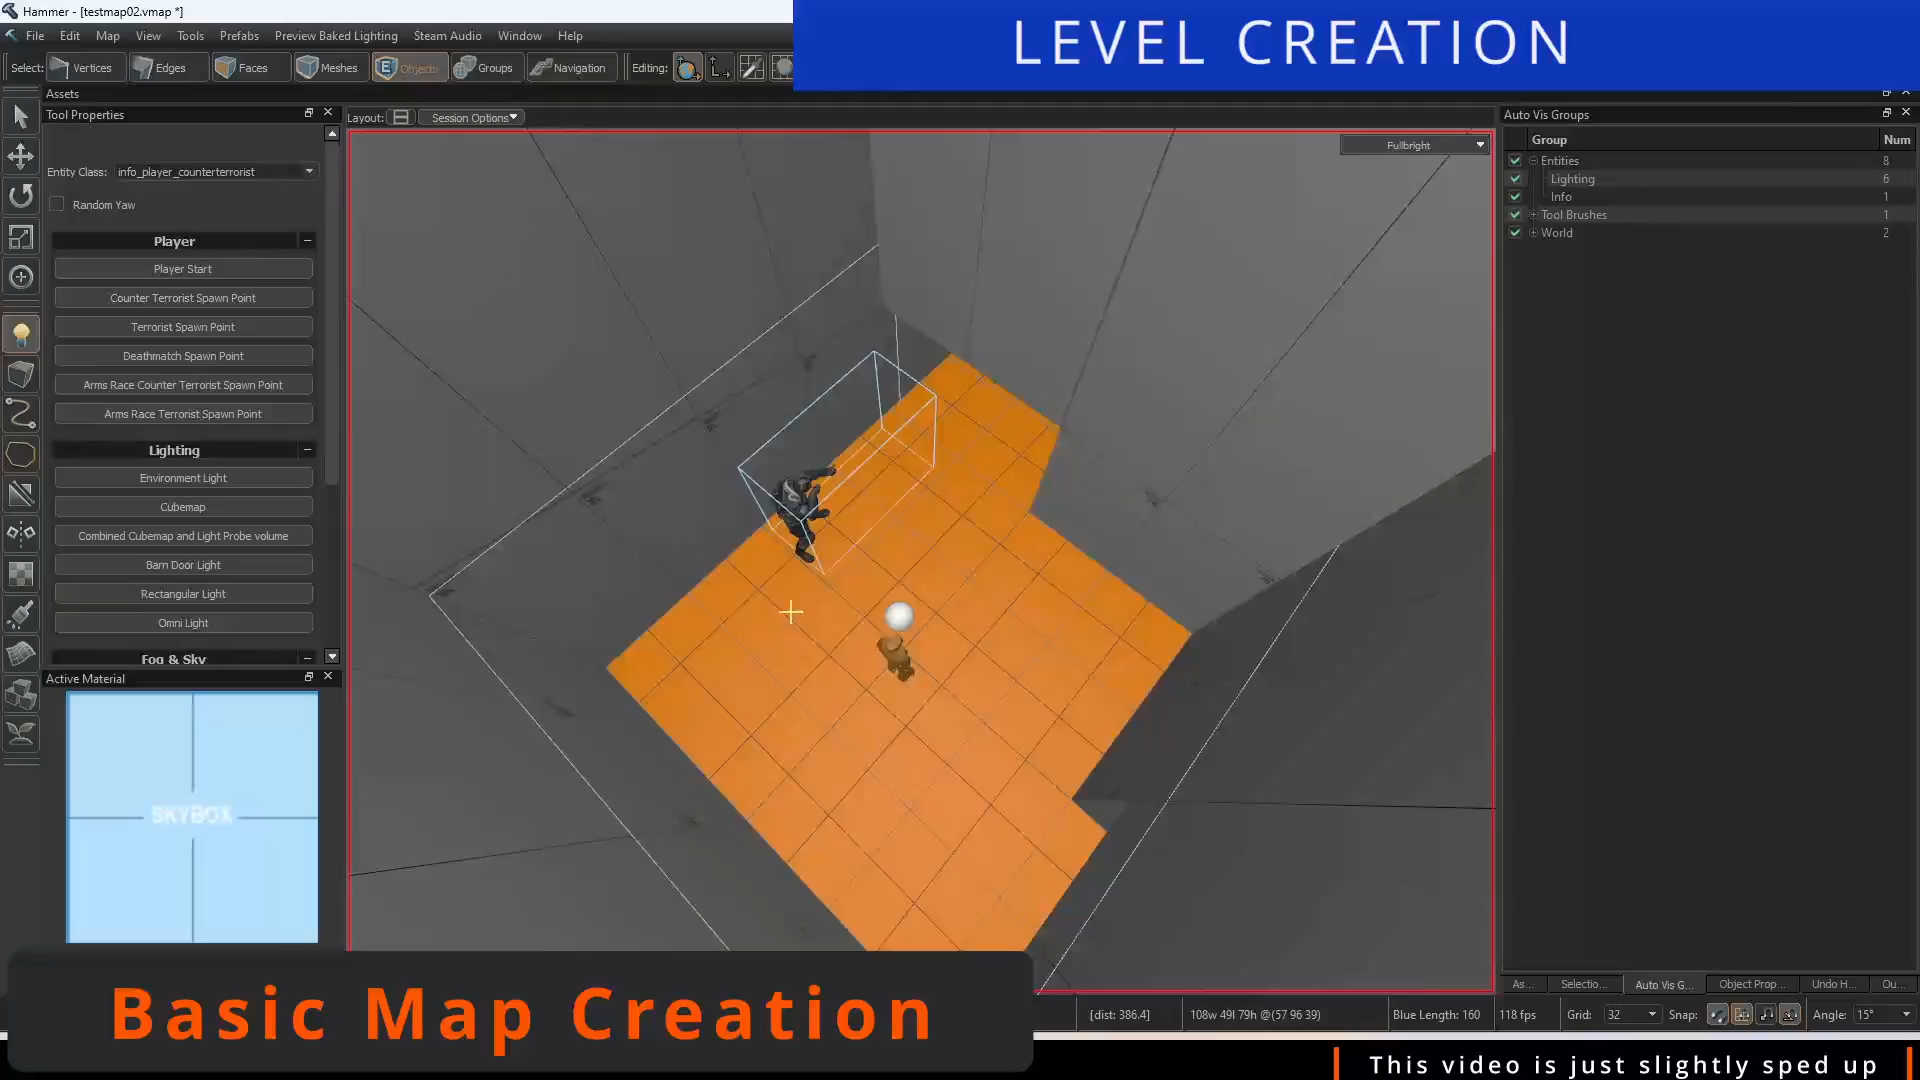 Hammer - [testmap02.vmap *]
LEVEL CREATION
File Edit Map View Tools Prefabs Preview Baked Lighting Steam Audio Window Help
Select: Vertices Edges Faces Meshes Objects Groups Navigation Editing:
Assets
Tool Properties
Layout: Session Options
Auto Vis Groups
Fullbright
Group Num
Entities 8
Lighting 6
Info 1
Tool Brushes 1
World 2
Entity Class: info_player_counterterrorist
Random Yaw
Player
Player Start
Counter Terrorist Spawn Point
Terrorist Spawn Point
Deathmatch Spawn Point
Arms Race Counter Terrorist Spawn Point
Arms Race Terrorist Spawn Point
Lighting
Environment Light
Cubemap
Combined Cubemap and Light Probe volume
Barn Door Light
Rectangular Light
Omni Light
Fog & Sky
Active Material
SKYBOX
As... Selectio... Auto Vis G... Object Prop... Undo H... Ou...
Basic Map Creation
[dist: 386.4] 108w 49l 79h @(57 96 39) Blue Length: 160 118 fps Grid: 32 Snap: Angle: 15°
This video is just slightly sped up